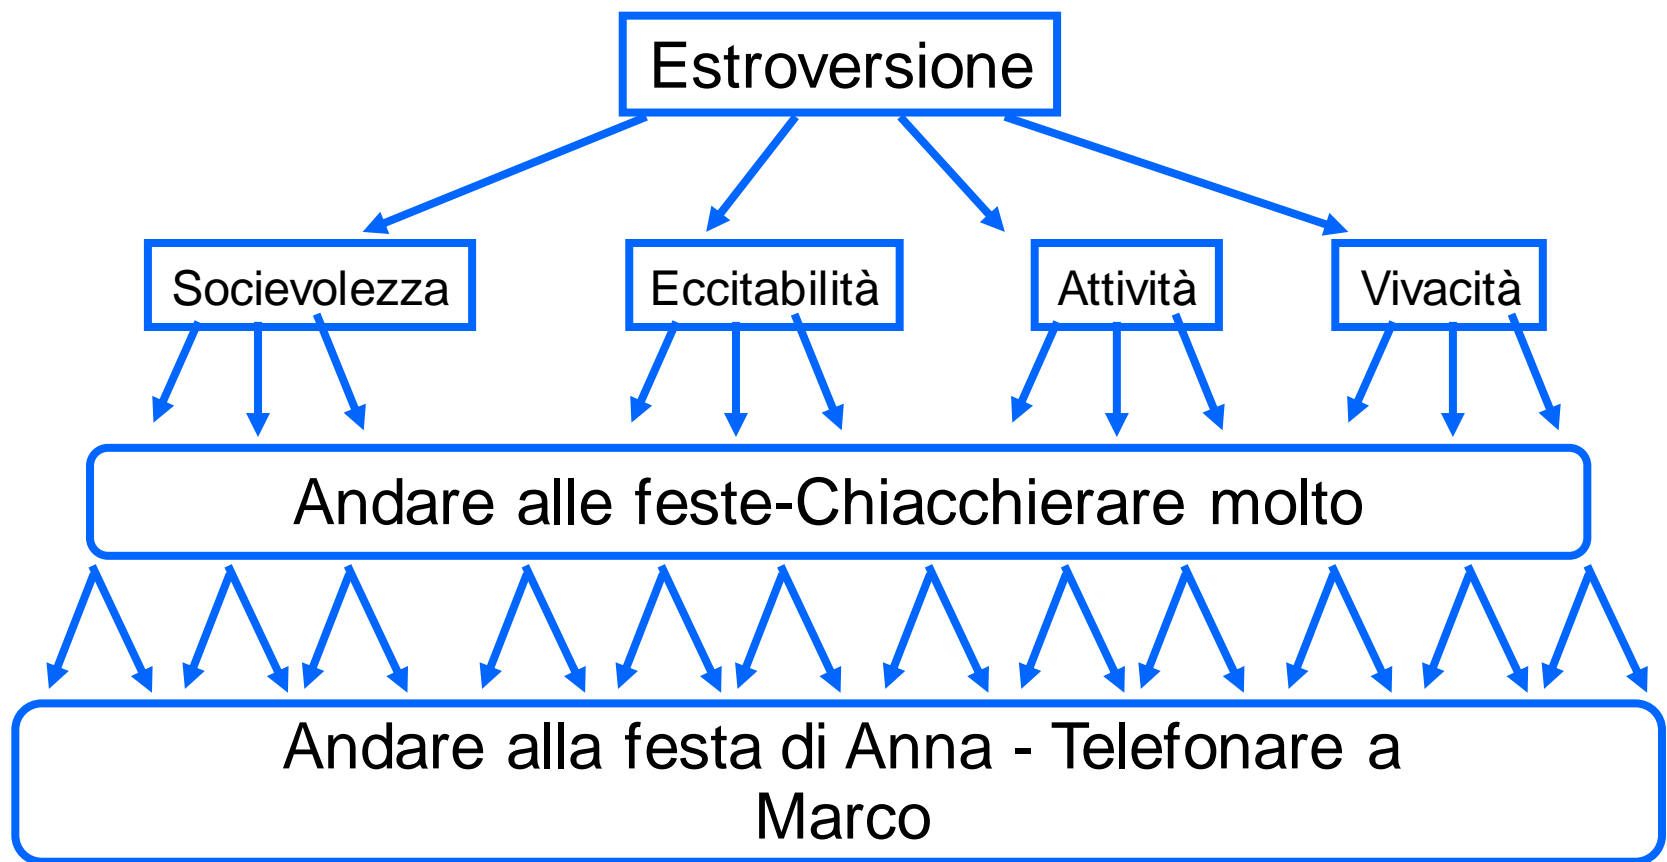 Estroversione
Socievolezza
Eccitabilità
Attività
Vivacità
Andare alle feste-Chiacchierare molto
Andare alla festa di Anna - Telefonare a
Marco